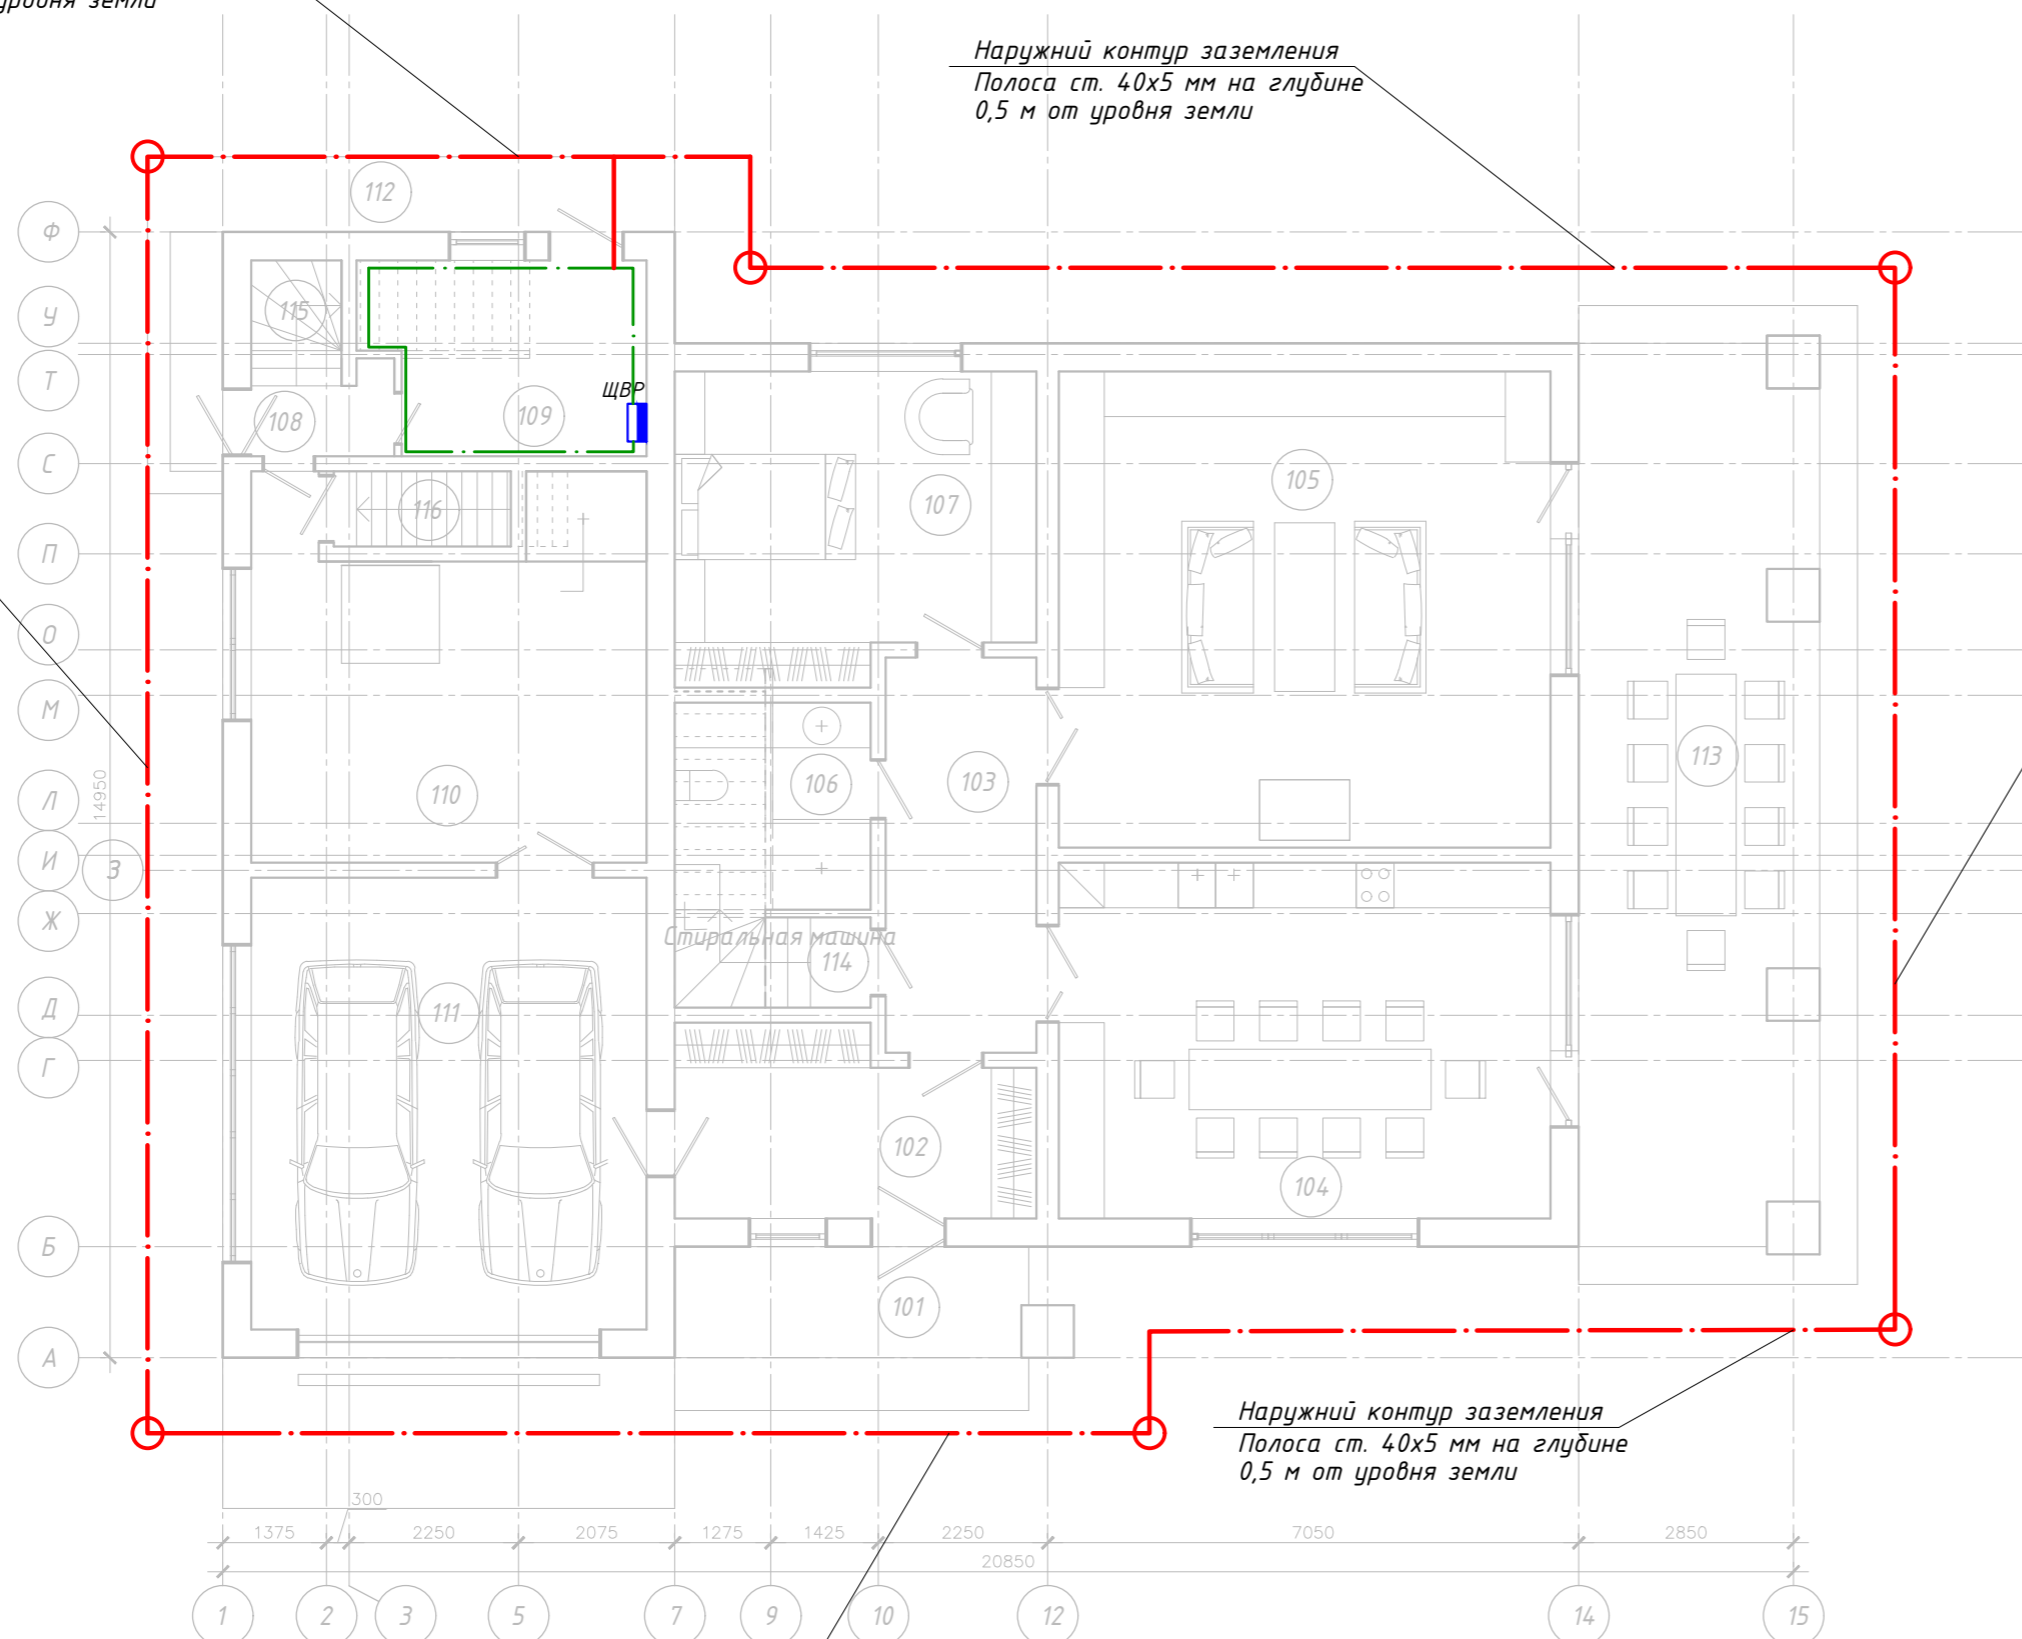 уровня земли
Наружний контур заземления
Полоса ст. 40х5 мм на глубине
0,5 м от уровня земли
112
Ф
У
115
Т
ЩВР
108
109
С
105
107
116
П
О
М
113
103
106
110
14950
Л
И
З
Ж
Стиральная машина
114
111
Д
Г
102
104
Б
101
А
Наружний контур заземления
Полоса ст. 40х5 мм на глубине
0,5 м от уровня земли
300
1375
2250
2075
1275
1425
2250
7050
2850
20850
1
2
3
5
7
9
10
12
14
15